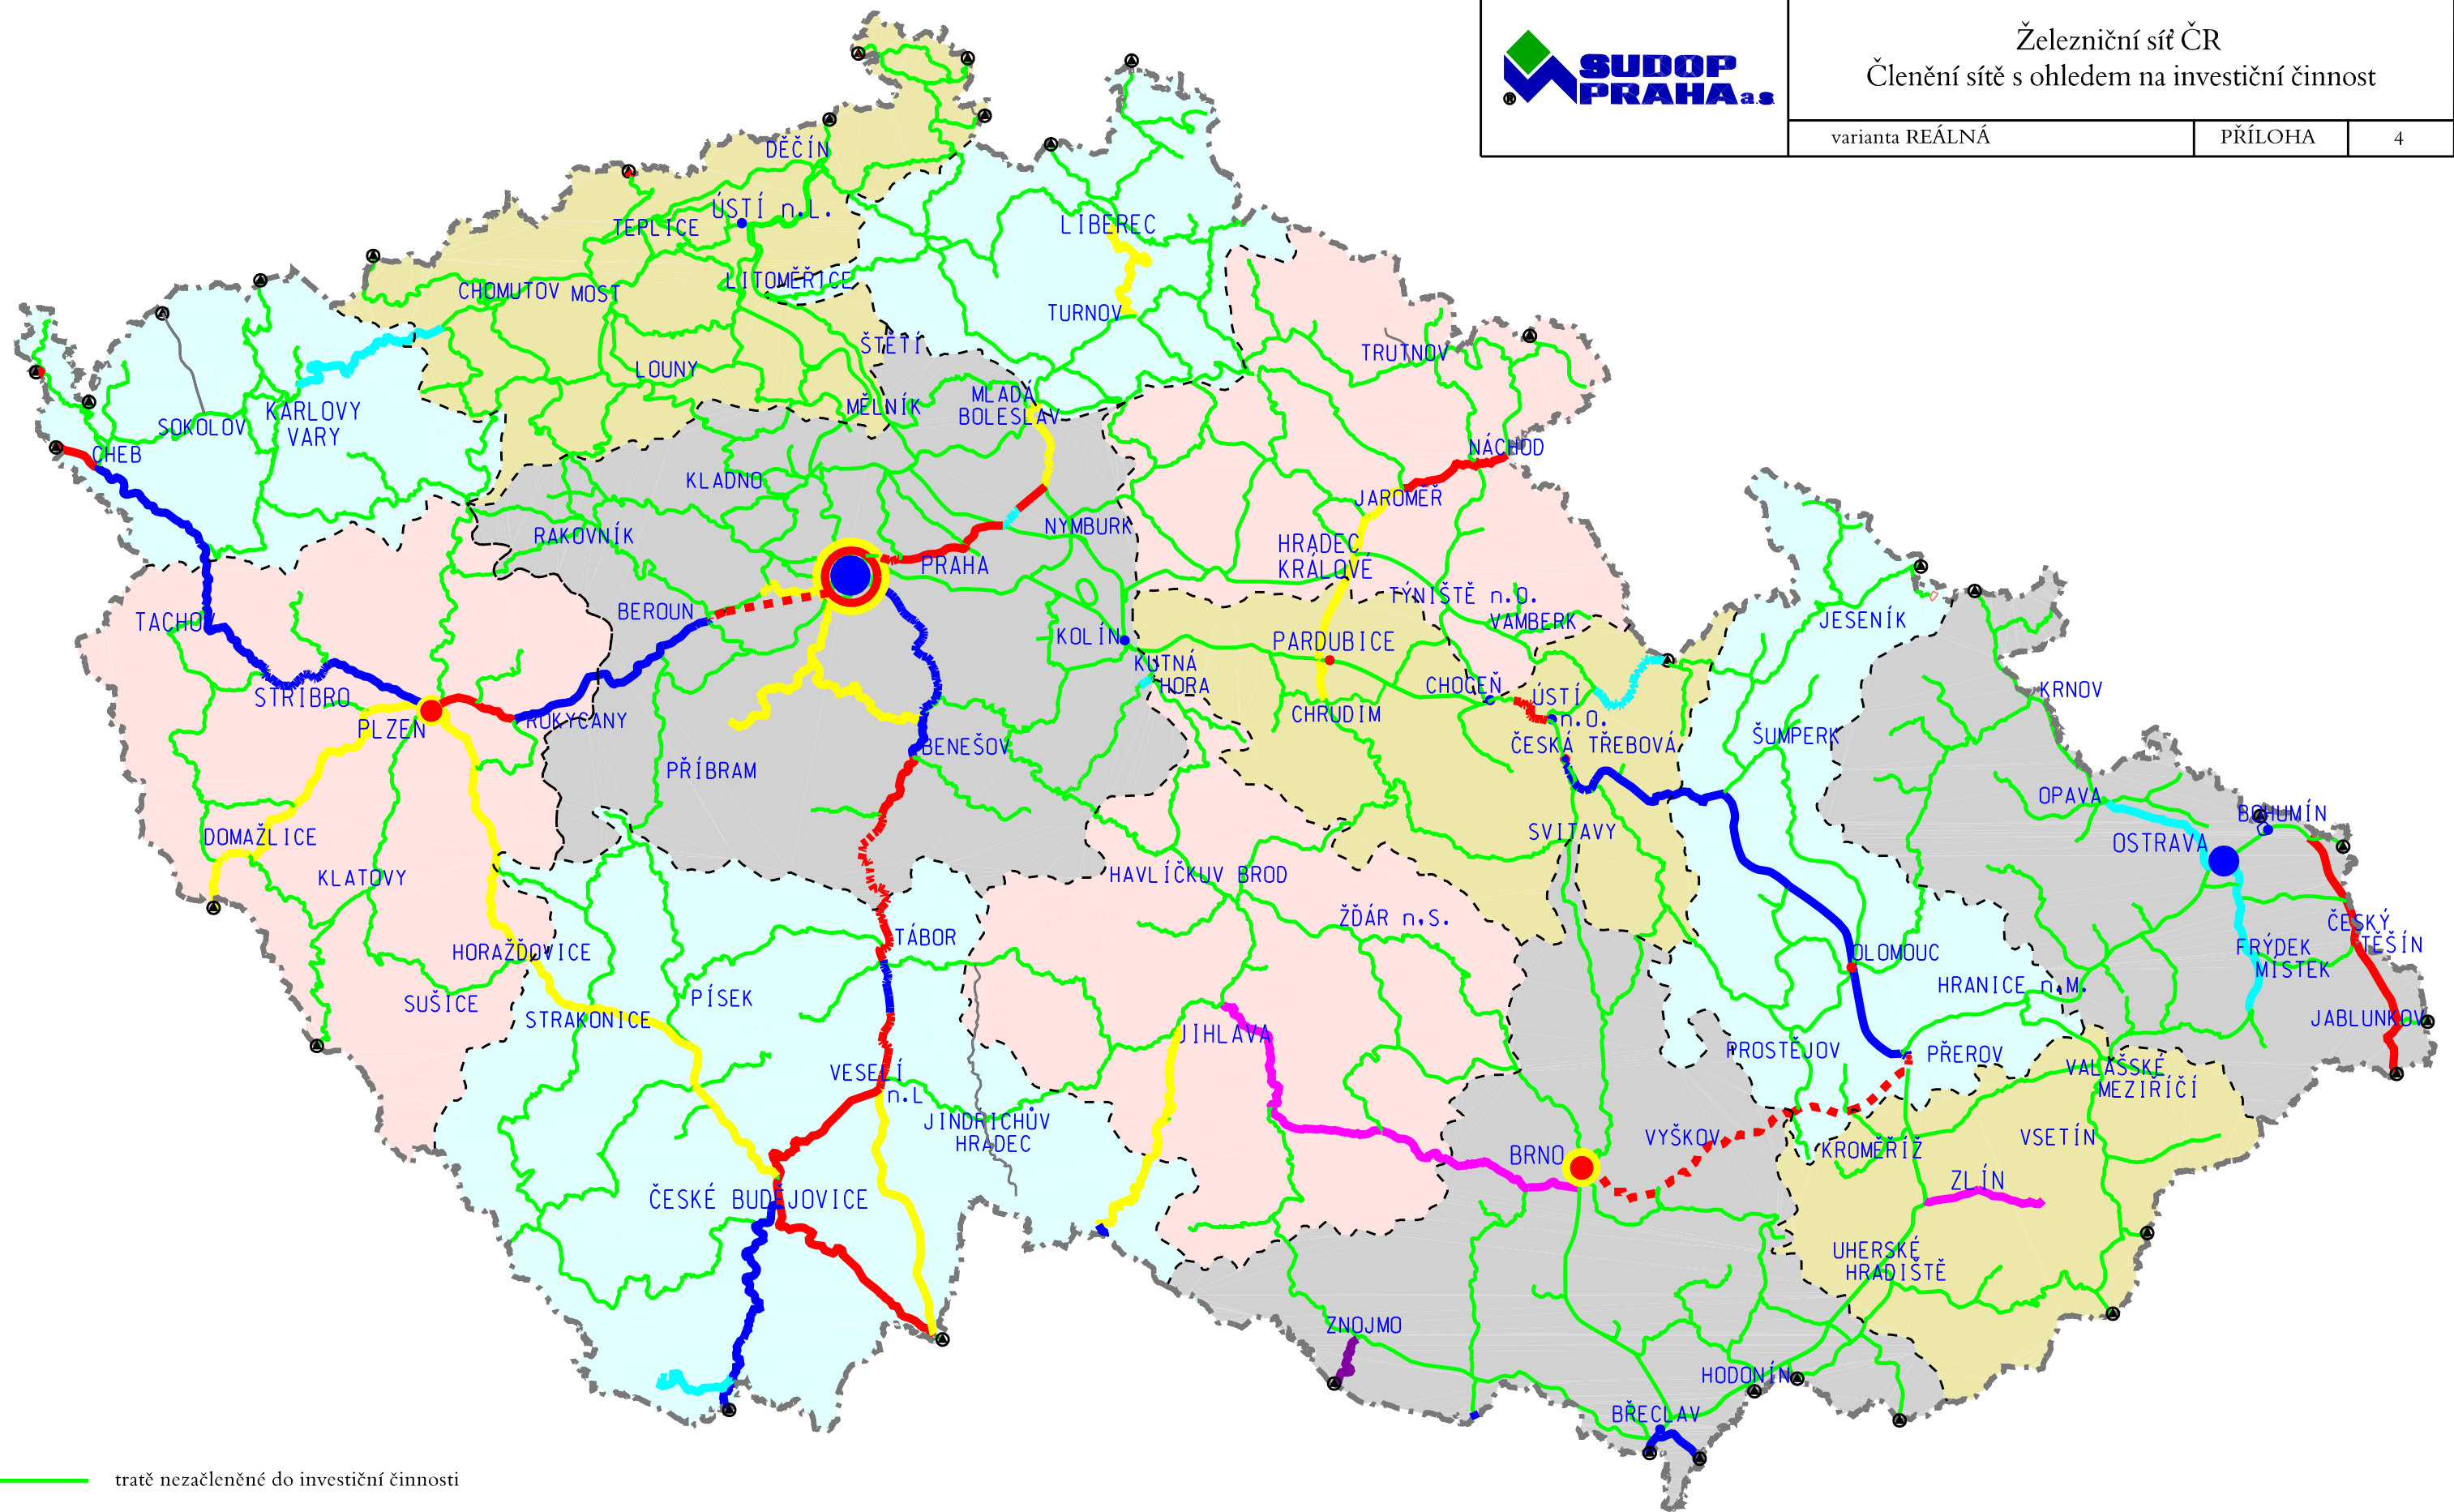 SUDOP
PRAHA a.s
®
Železniční síť ČR
Členění sítě s ohledem na investiční činnost
varianta REÁLNÁ
PŘÍLOHA
4
DĚČÍN
ÚSTÍ n.L.
TEPLICE
LIBEREC
LITOMĚŘICE
CHOMUTOV
MOST
TURNOV
ŠTĚTÍ
TRUTNOV
LOUNY
MLADÁ
BOLESLAV
MĚLNÍK
KARLOVY
VARY
SOKOLOV
CHEB
NÁCHOD
KLADNO
JAROMĚŘ
NYMBURK
RAKOVNÍK
HRADEC
KRÁLOVÉ
PRAHA
TÝNIŠTĚ n.O.
BEROUN
VAMBERK
TACHOV
JESENÍK
KOLÍN
PARDUBICE
KUTNÁ
HORA
CHOCEŇ
ÚSTÍ
n.O.
KRNOV
STŘÍBRO
CHRUDIM
PLZEŇ
ROKYCANY
ŠUMPERK
BENEŠOV
ČESKÁ TŘEBOVÁ
PŘÍBRAM
OPAVA
BOHUMÍN
DOMAŽLICE
SVITAVY
OSTRAVA
KLATOVY
HAVLÍČKUV BROD
ŽĎÁR n.S.
ČESKÝ
TĚŠÍN
TÁBOR
HORAŽĎOVICE
OLOMOUC
FRÝDEK
MÍSTEK
HRANICE n.M.
SUŠICE
PÍSEK
STRAKONICE
JABLUNKOV
JIHLAVA
PROSTĚJOV
PŘEROV
VALAŠSKÉ
MEZIŘÍČÍ
VESELÍ
n.L
JINDŘICHŮV
HRADEC
VYŠKOV
VSETÍN
BRNO
KROMĚŘÍŽ
ZLÍN
ČESKÉ BUDĚJOVICE
UHERSKÉ
HRADIŠTĚ
ZNOJMO
HODONÍN
BŘECLAV
tratě nezačleněné do investiční činnosti